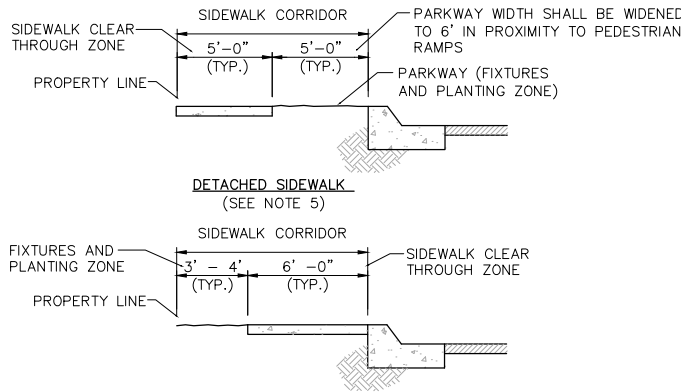 SIDEWALK CORRIDOR
SIDEWALK CLEAR
THROUGH ZONE
5'-0"
(TYP.)
5'-0"
(TYP.)
PARKWAY WIDTH SHALL BE WIDENED
TO 6' IN PROXIMITY TO PEDESTRIAN
RAMPS
PROPERTY LINE
PARKWAY (FIXTURES
AND PLANTING ZONE)
DETACHED SIDEWALK
(SEE NOTE 5)
SIDEWALK CORRIDOR
FIXTURES AND
PLANTING ZONE
3' - 4'
(TYP.)
6' -0"
(TYP.)
SIDEWALK CLEAR
THROUGH ZONE
PROPERTY LINE